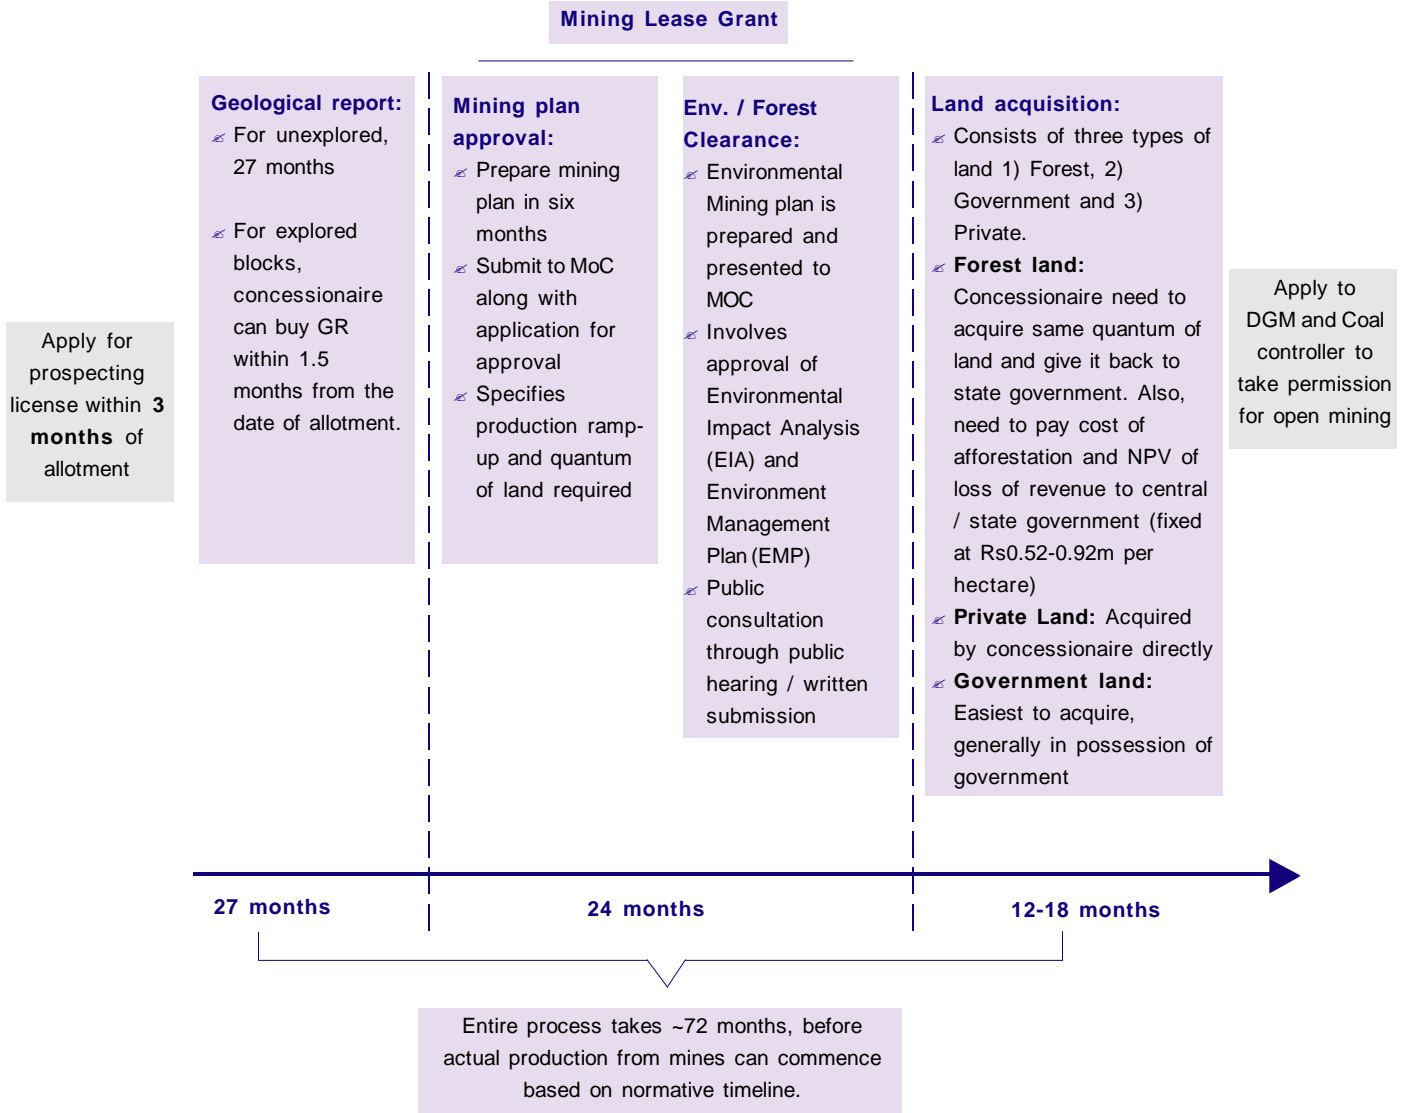 Mining Lease Grant
Apply for
prospecting
license within 3
months of
allotment
Geological report:
For unexplored,
27 months
For explored
blocks,
concessionaire
can buy GR
within 1.5
months from the
date of allotment.
Mining plan
approval:
Prepare mining
plan in six
months
Submit to MoC
along with
application for
approval
Specifies
production ramp-
up and quantum
of land required
Env. / Forest
Clearance:
Environmental
Mining plan is
prepared and
presented to
MOC
Involves
approval of
Environmental
Impact Analysis
(EIA) and
Environment
Management
Plan (EMP)
Public
consultation
through public
hearing / written
submission
Land acquisition:
Consists of three types of
land 1) Forest, 2)
Government and 3)
Private.
Forest land:
Concessionaire need to
acquire same quantum of
land and give it back to
state government. Also,
need to pay cost of
afforestation and NPV of
loss of revenue to central
/ state government (fixed
at Rs0.52-0.92m per
hectare)
Private Land: Acquired
by concessionaire directly
Government land:
Easiest to acquire,
generally in possession of
government
Apply to
DGM and Coal
controller to
take permission
for open mining
27 months
24 months
12-18 months
Entire process takes ~72 months, before
actual production from mines can commence
based on normative timeline.